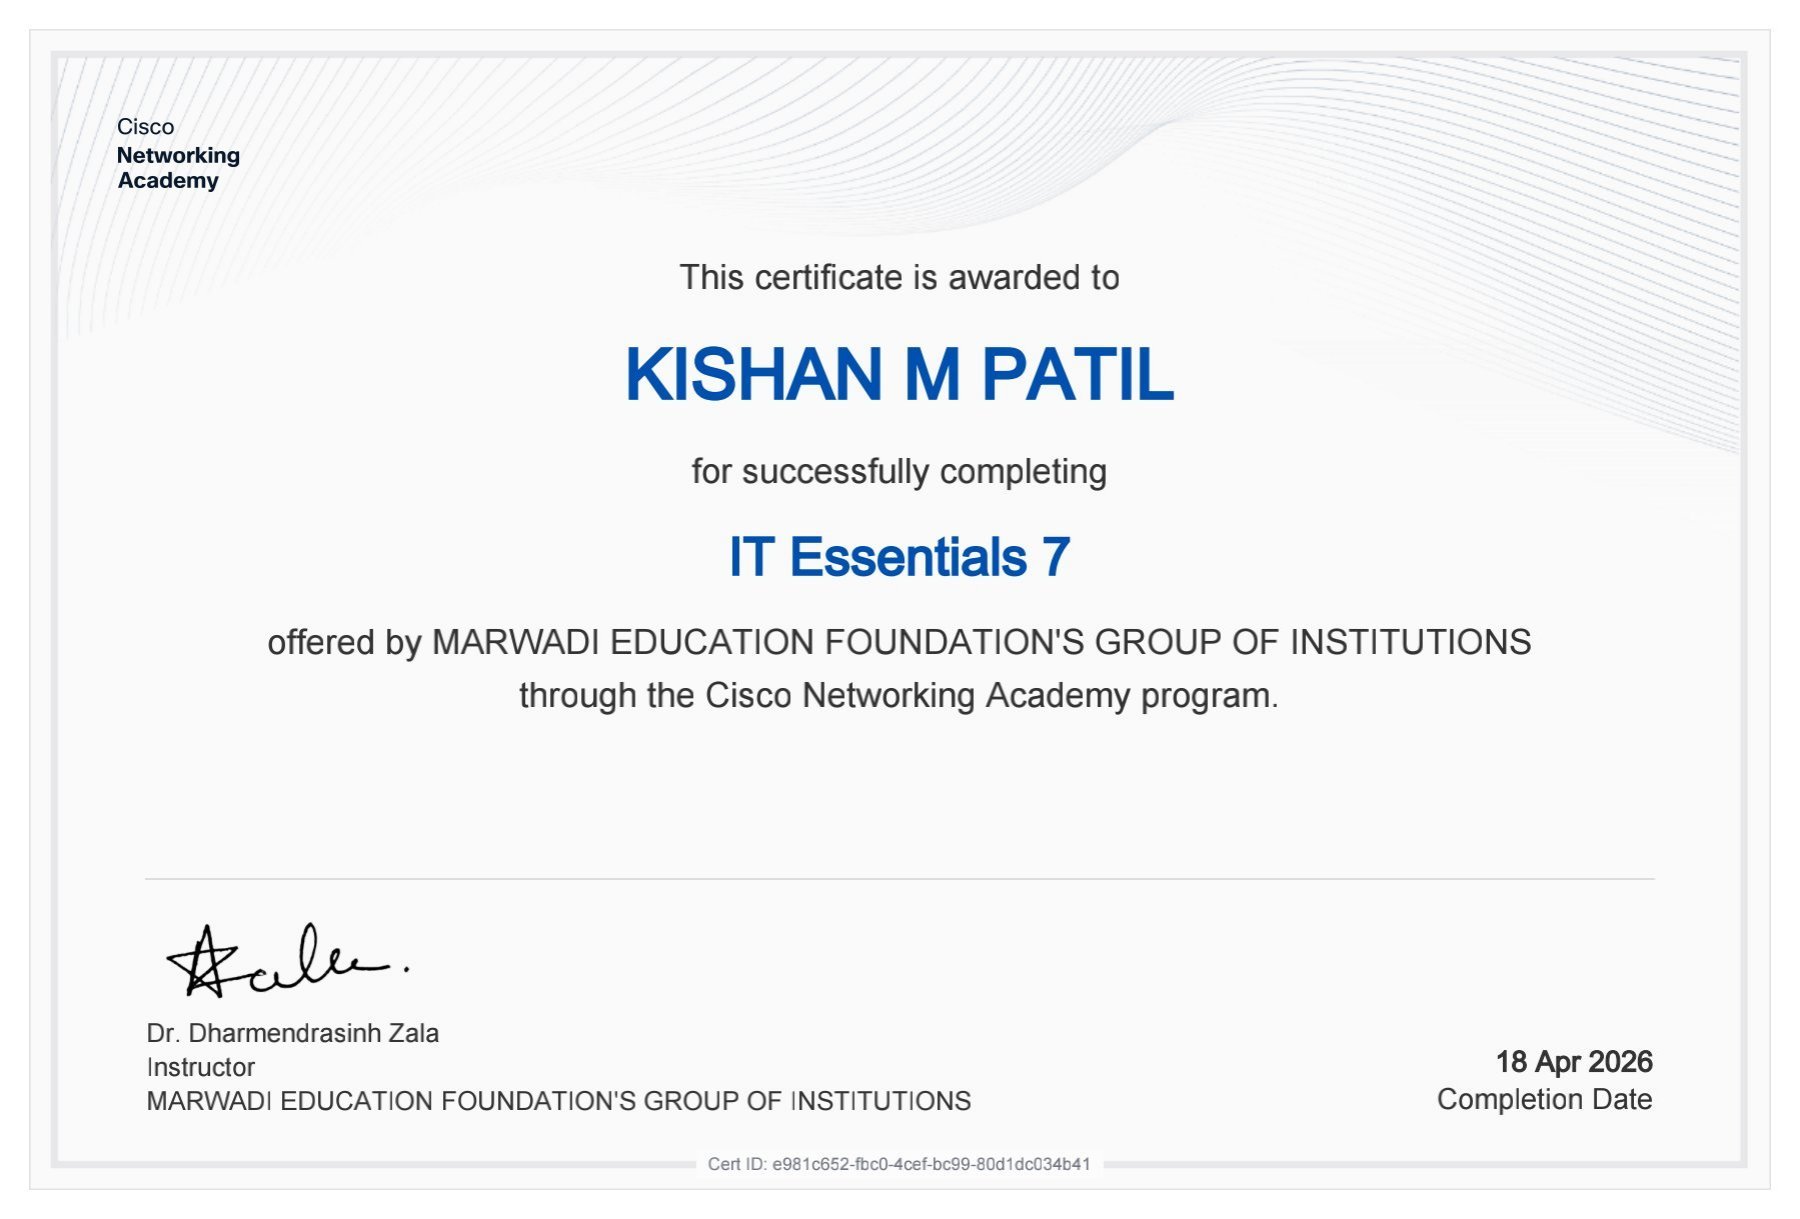 Cisco
Networking
Academy
This certificate is awarded to
KISHAN M PATIL
for successfully completing
IT Essentials 7
offered by MARWADI EDUCATION FOUNDATION'S GROUP OF INSTITUTIONS
through the Cisco Networking Academy program.
Dr. Dharmendrasinh Zala
Instructor
MARWADI EDUCATION FOUNDATION'S GROUP OF INSTITUTIONS
18 Apr 2026
Completion Date
Cert ID: e981c652-fbc0-4cef-bc99-80d1dc034b41